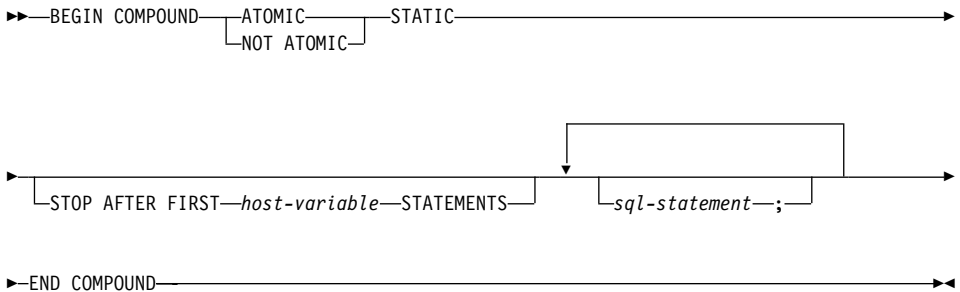 BEGIN COMPOUND ATOMIC STATIC
NOT ATOMIC
STOP AFTER FIRST host-variable STATEMENTS sql-statement ;
END COMPOUND